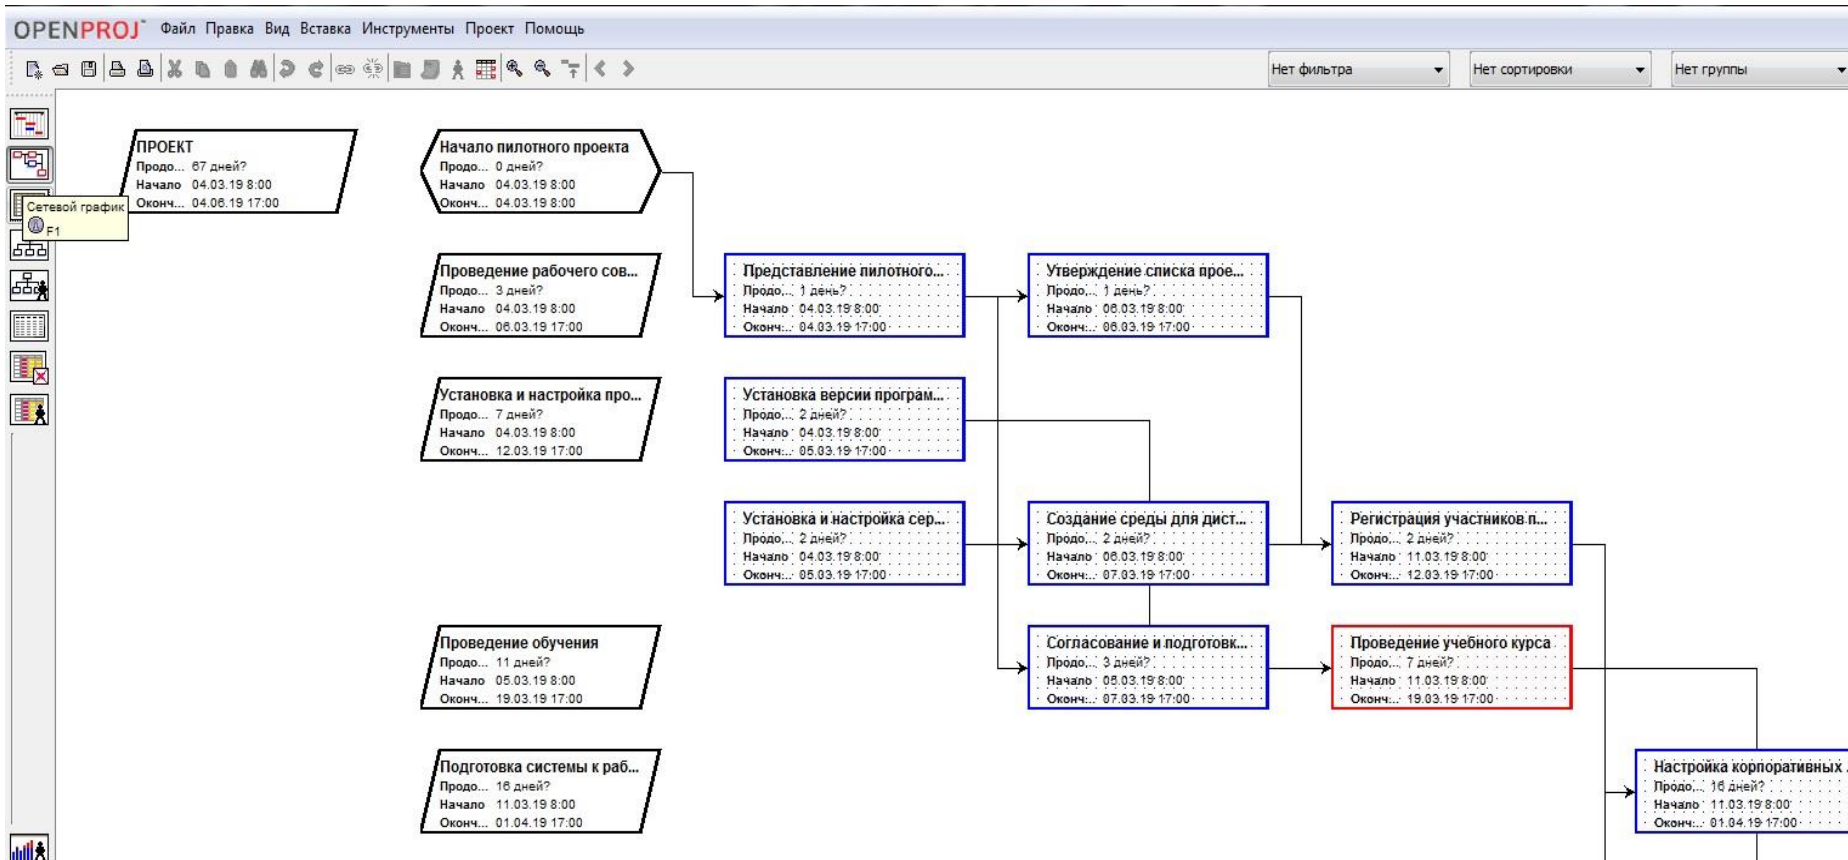 OPENPROJ Файл Правка Вид Вставка Инструменты Проект Помощь
Нет фильтра Нет сортировки Нет группы
Сетевой график
F1
ПРОЕКТ
Продо... 67 дней?
Начало 04.03.19 8:00
Оконч... 04.06.19 17:00
Начало пилотного проекта
Продо... 0 дней?
Начало 04.03.19 8:00
Оконч... 04.03.19 8:00
Проведение рабочего сов...
Продо... 3 дней?
Начало 04.03.19 8:00
Оконч... 06.03.19 17:00
Представление пилотного...
Продо... 1 день?
Начало 04.03.19 8:00
Оконч... 04.03.19 17:00
Утверждение списка прое...
Продо... 1 день?
Начало 06.03.19 8:00
Оконч... 06.03.19 17:00
Установка и настройка про...
Продо... 7 дней?
Начало 04.03.19 8:00
Оконч... 12.03.19 17:00
Установка версии програм...
Продо... 2 дней?
Начало 04.03.19 8:00
Оконч... 05.03.19 17:00
Установка и настройка сер...
Продо... 2 дней?
Начало 04.03.19 8:00
Оконч... 05.03.19 17:00
Создание среды для дист...
Продо... 2 дней?
Начало 06.03.19 8:00
Оконч... 07.03.19 17:00
Регистрация участников п...
Продо... 2 дней?
Начало 11.03.19 8:00
Оконч... 12.03.19 17:00
Проведение обучения
Продо... 11 дней?
Начало 05.03.19 8:00
Оконч... 19.03.19 17:00
Согласование и подготовк...
Продо... 3 дней?
Начало 05.03.19 8:00
Оконч... 07.03.19 17:00
Проведение учебного курса
Продо... 7 дней?
Начало 11.03.19 8:00
Оконч... 19.03.19 17:00
Подготовка системы к раб...
Продо... 16 дней?
Начало 11.03.19 8:00
Оконч... 01.04.19 17:00
Настройка корпоративных
Продо... 16 дней?
Начало 11.03.19 8:00
Оконч... 01.04.19 17:00